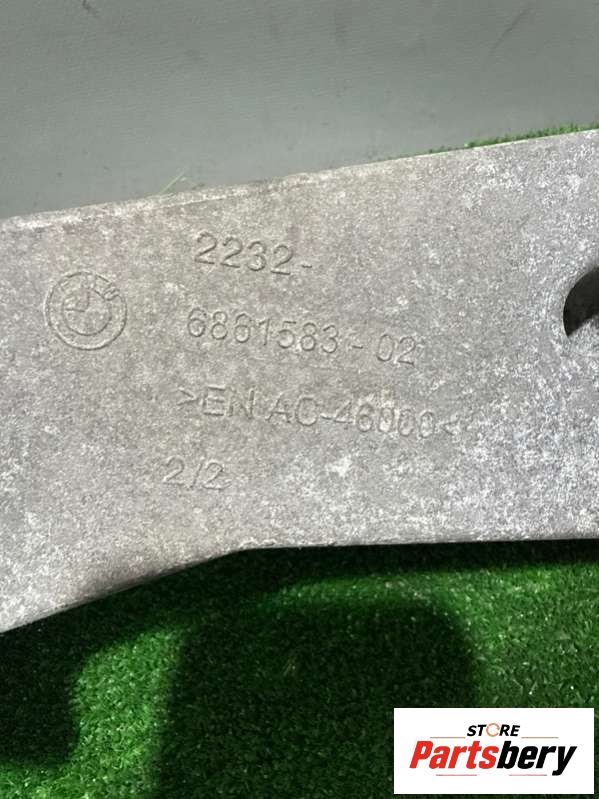 2232-
6861583-02
>EN AC-46000<
2/2
STORE
Partsbery